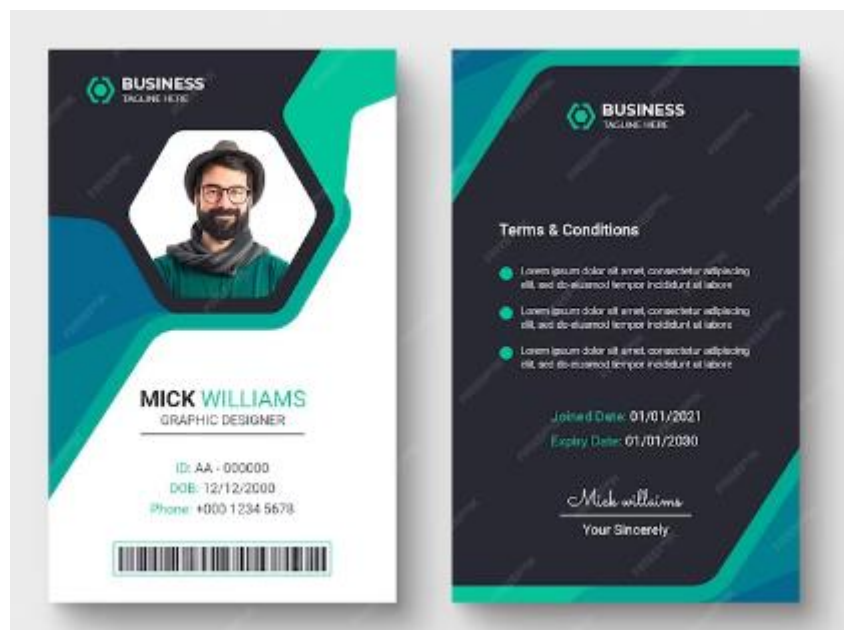 BUSINESS
TAGLINE HERE
MICK WILLIAMS
GRAPHIC DESIGNER
ID: AA - 000000
DOB: 12/12/2000
Phone: +000 1234 5678
BUSINESS
TAGLINE HERE
Terms & Conditions
Lorem ipsum dolor sit amet, consectetur adipiscing
elit, sed do eiusmod tempor incididunt ut labore
Lorem ipsum dolor sit amet, consectetur adipiscing
elit, sed do eiusmod tempor incididunt ut labore
Lorem ipsum dolor sit amet, consectetur adipiscing
elit, sed do eiusmod tempor incididunt ut labore
Joined Date: 01/01/2021
Expiry Date: 01/01/2030
Mick willaims
Your Sincerely